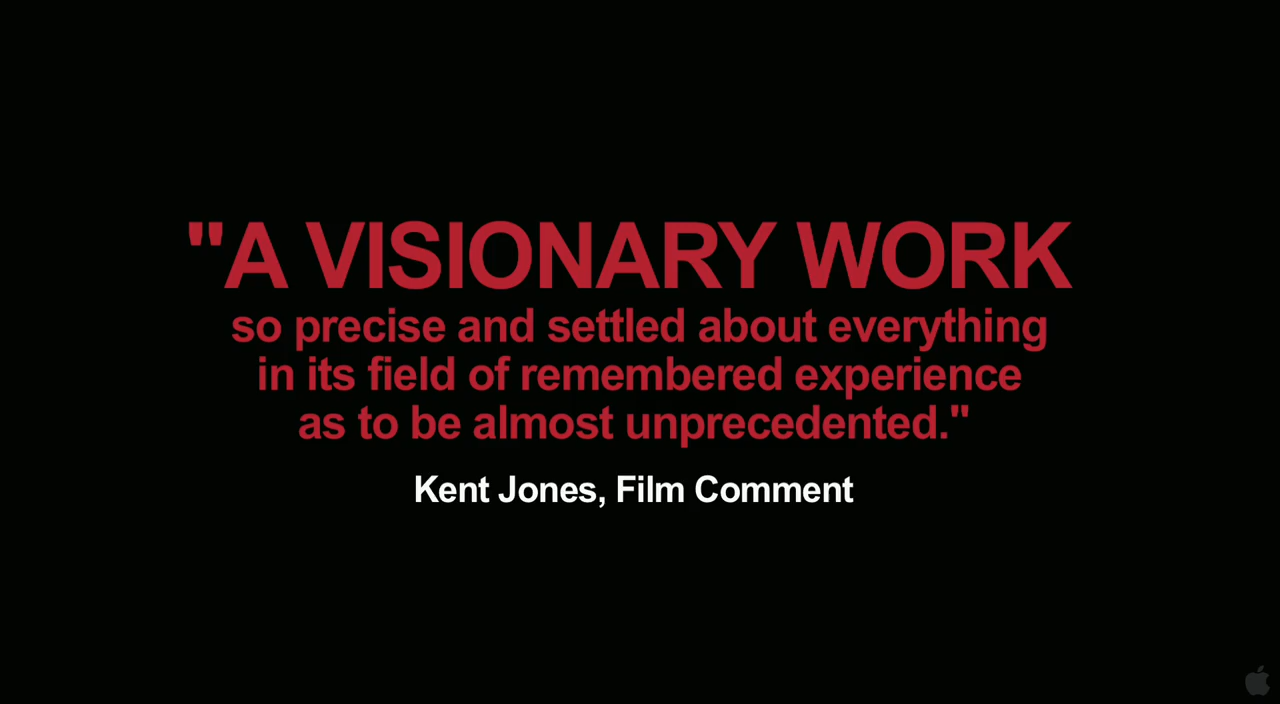 "A VISIONARY WORK
so precise and settled about everything
in its field of remembered experience
as to be almost unprecedented."
Kent Jones, Film Comment